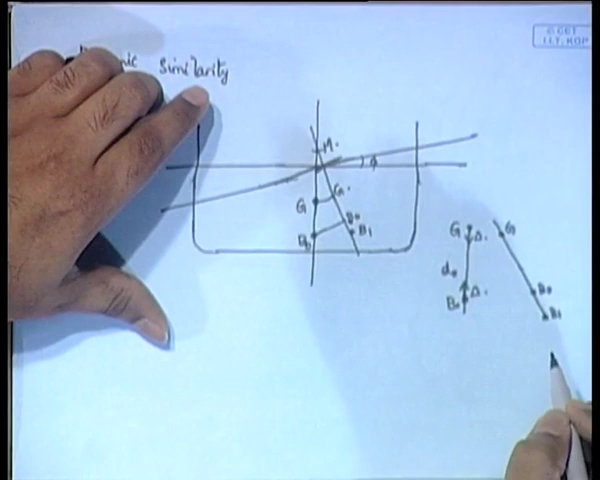 Similarity
© CET
I.I.T. KGP
M.
φ
G
G.
B₀
B₀
B₁
G Δ.
d₀
B₀ Δ.
G
B₀
B₁